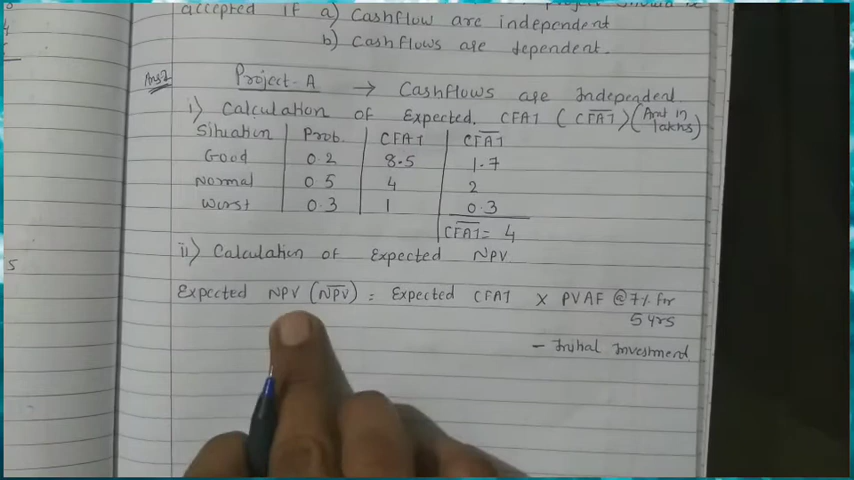 accepted if a) Cashflow are independent
b) Cashflows are dependent.
Ans2 Project-A → Cashflows are Independent
i) Calculation of Expected. CFAT (CFAT) (Amt in lakhs)
Situation Prob. CFAT CFAT
Good 0.2 8.5 1.7
Normal 0.5 4 2
Worst 0.3 1 0.3
CFAT = 4
ii) Calculation of Expected NPV
5
Expected NPV (NPV) = Expected CFAT X PVAF @7% for
5 yrs
- Initial Investment